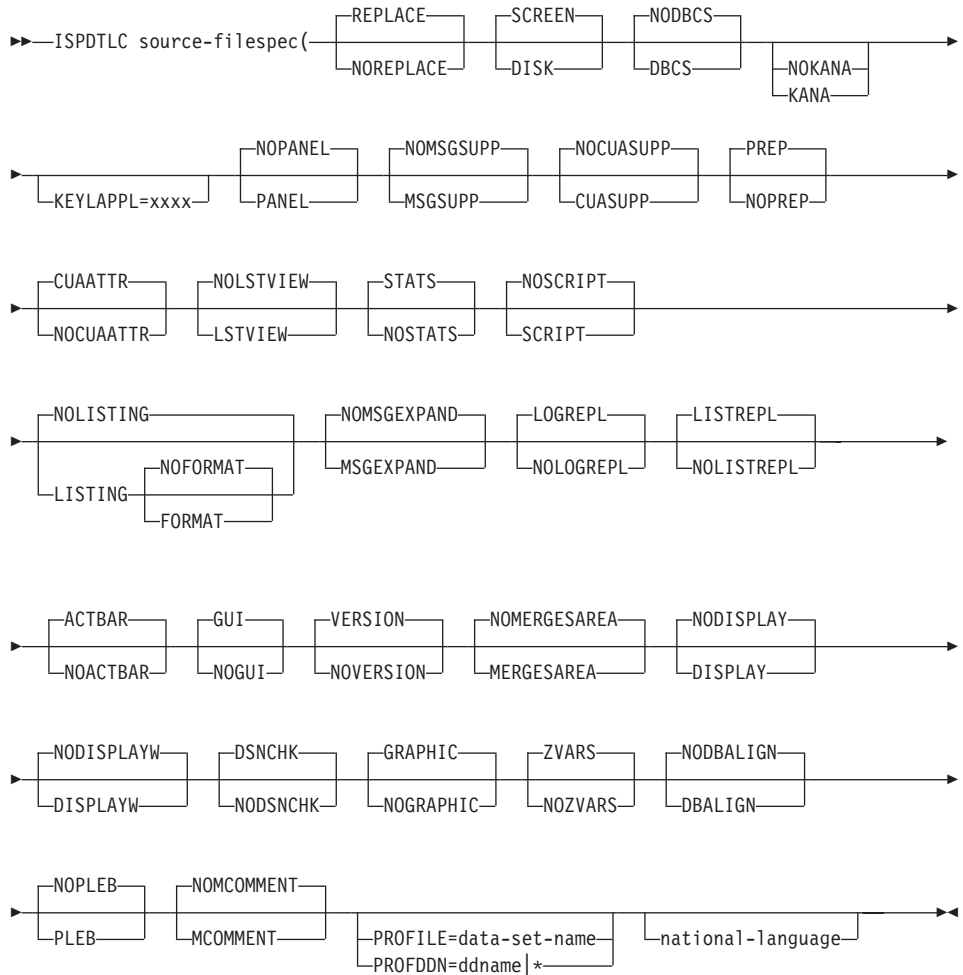 REPLACE SCREEN NODBCS
ISPDTLC source-filespec(
NOREPLACE DISK DBCS NOKANA
KANA
NOPANEL NOMSGSUPP NOCUASUPP PREP
KEYLAPPL=xxxx PANEL MSGSUPP CUASUPP NOPREP
CUAATTR NOLSTVIEW STATS NOSCRIPT
NOCUAATTR LSTVIEW NOSTATS SCRIPT
NOLISTING NOMSGEXPAND LOGREPL LISTREPL
NOFORMAT MSGEXPAND NOLOGREPL NOLISTREPL
LISTING
FORMAT
ACTBAR GUI VERSION NOMERGESAREA NODISPLAY
NOACTBAR NOGUI NOVERSION MERGESAREA DISPLAY
NODISPLAYW DSNCHK GRAPHIC ZVARS NODBALIGN
DISPLAYW NODSNCHK NOGRAPHIC NOZVARS DBALIGN
NOPLEB NOMCOMMENT
PLEB MCOMMENT PROFILE=data-set-name national-language
PROFDDN=ddname|*